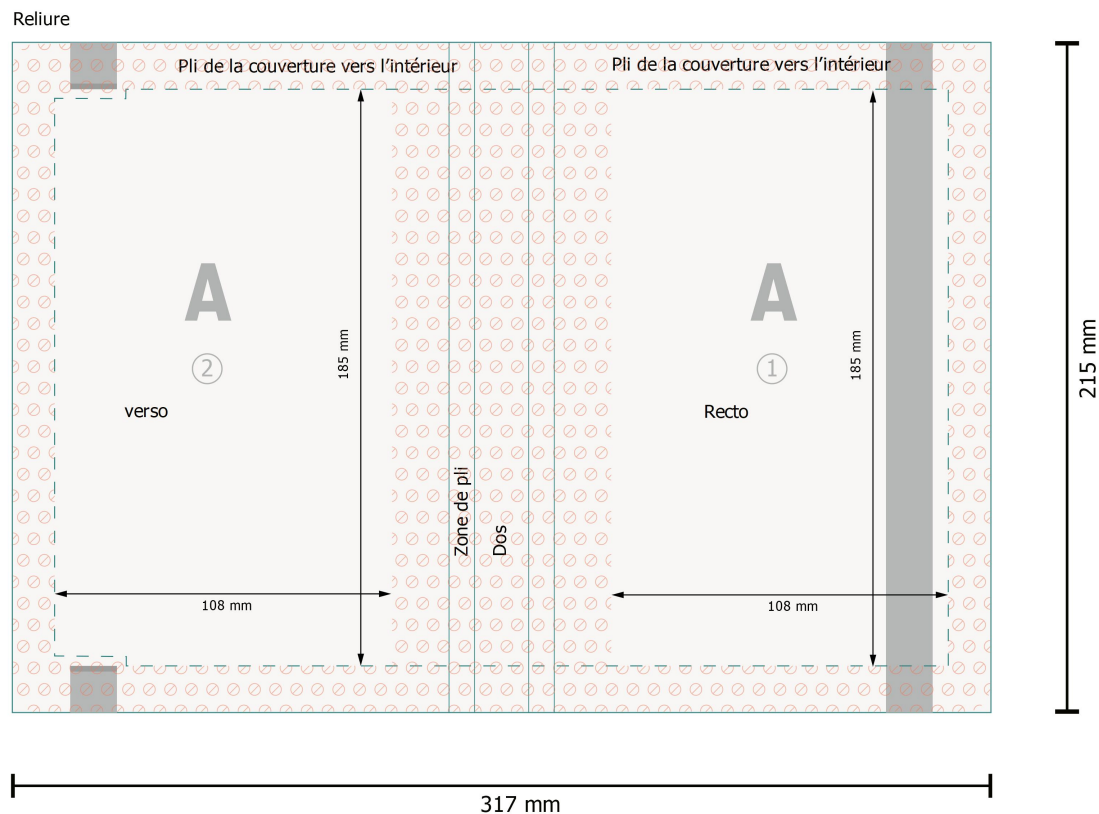 Reliure
Pli de la couverture vers l’intérieur
Pli de la couverture vers l’intérieur
A
2
verso
185 mm
108 mm
Zone de pli
Dos
A
1
Recto
185 mm
108 mm
215 mm
317 mm